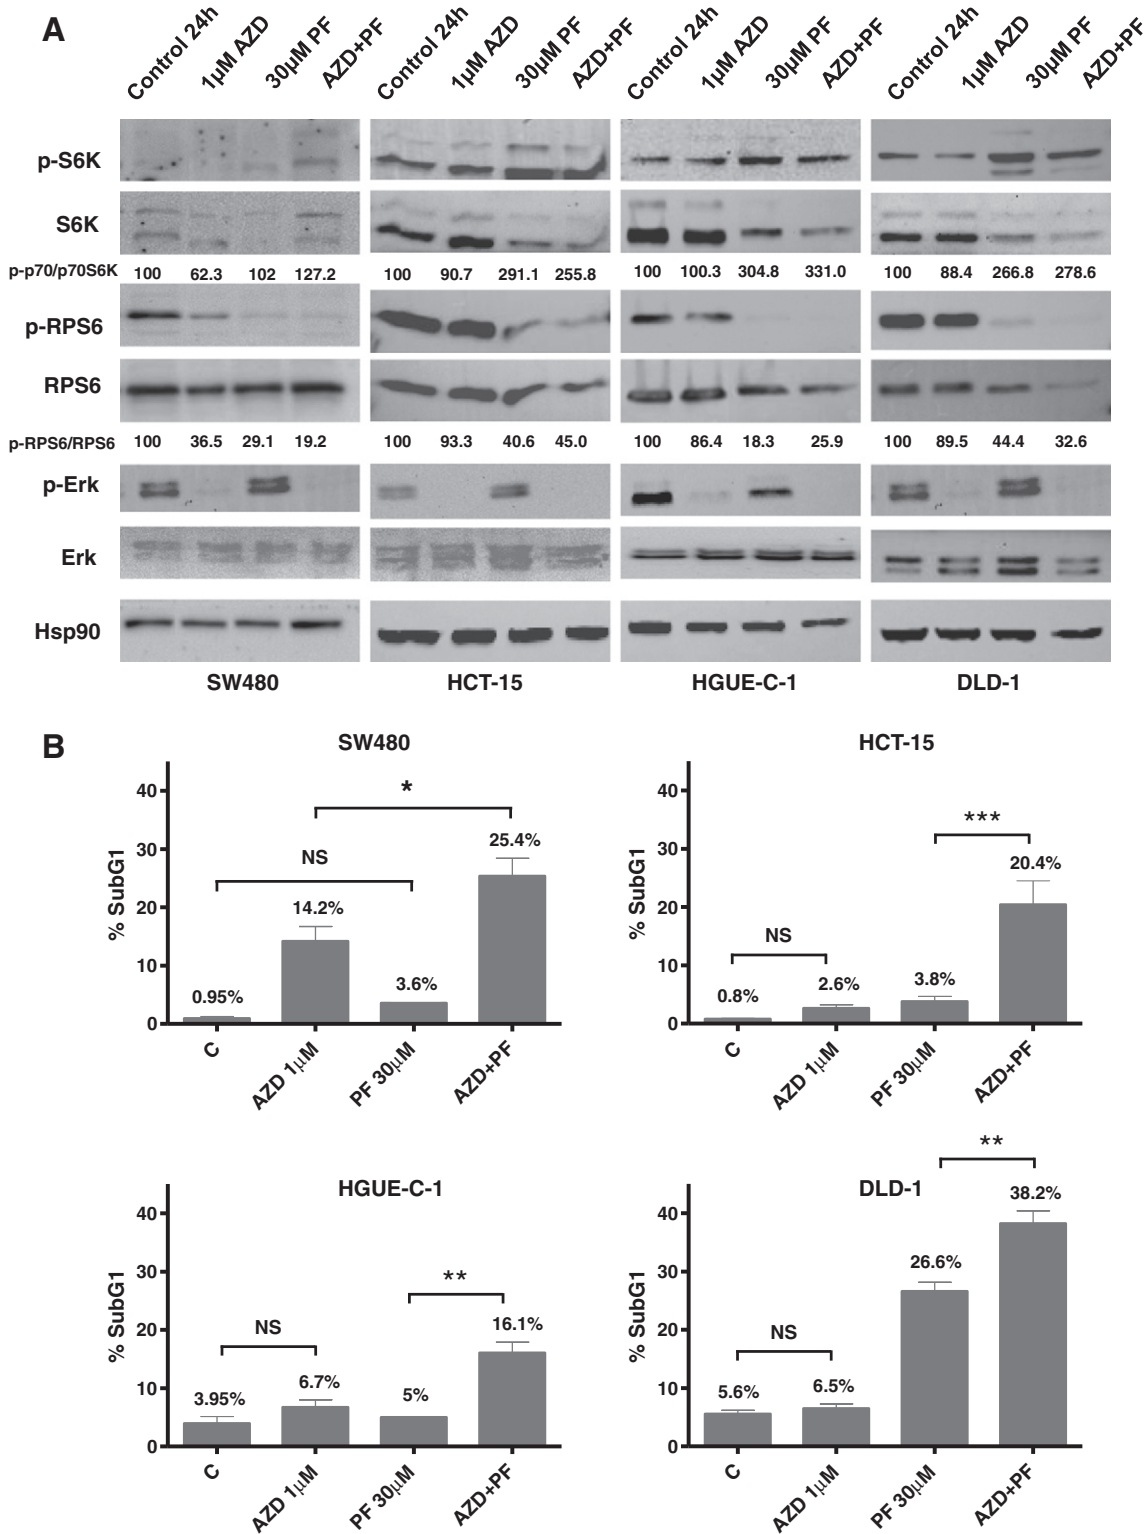 A
Control 24h 1μM AZD 30μM PF AZD+PF Control 24h 1μM AZD 30μM PF AZD+PF Control 24h 1μM AZD 30μM PF AZD+PF Control 24h 1μM AZD 30μM PF AZD+PF
p-S6K
S6K
p-p70/p70S6K 100 62.3 102 127.2 100 90.7 291.1 255.8 100 100.3 304.8 331.0 100 88.4 266.8 278.6
p-RPS6
RPS6
p-RPS6/RPS6 100 36.5 29.1 19.2 100 93.3 40.6 45.0 100 86.4 18.3 25.9 100 89.5 44.4 32.6
p-Erk
Erk
Hsp90
SW480 HCT-15 HGUE-C-1 DLD-1
B
SW480
% SubG1
40
30
20
10
0
NS
*
0.95%
14.2%
3.6%
25.4%
C AZD 1μM PF 30μM AZD+PF
HCT-15
% SubG1
40
30
20
10
0
NS
***
0.8%
2.6%
3.8%
20.4%
C AZD 1μM PF 30μM AZD+PF
HGUE-C-1
% SubG1
40
30
20
10
0
NS
**
3.95%
6.7%
5%
16.1%
C AZD 1μM PF 30μM AZD+PF
DLD-1
% SubG1
40
30
20
10
0
NS
**
5.6%
6.5%
26.6%
38.2%
C AZD 1μM PF 30μM AZD+PF